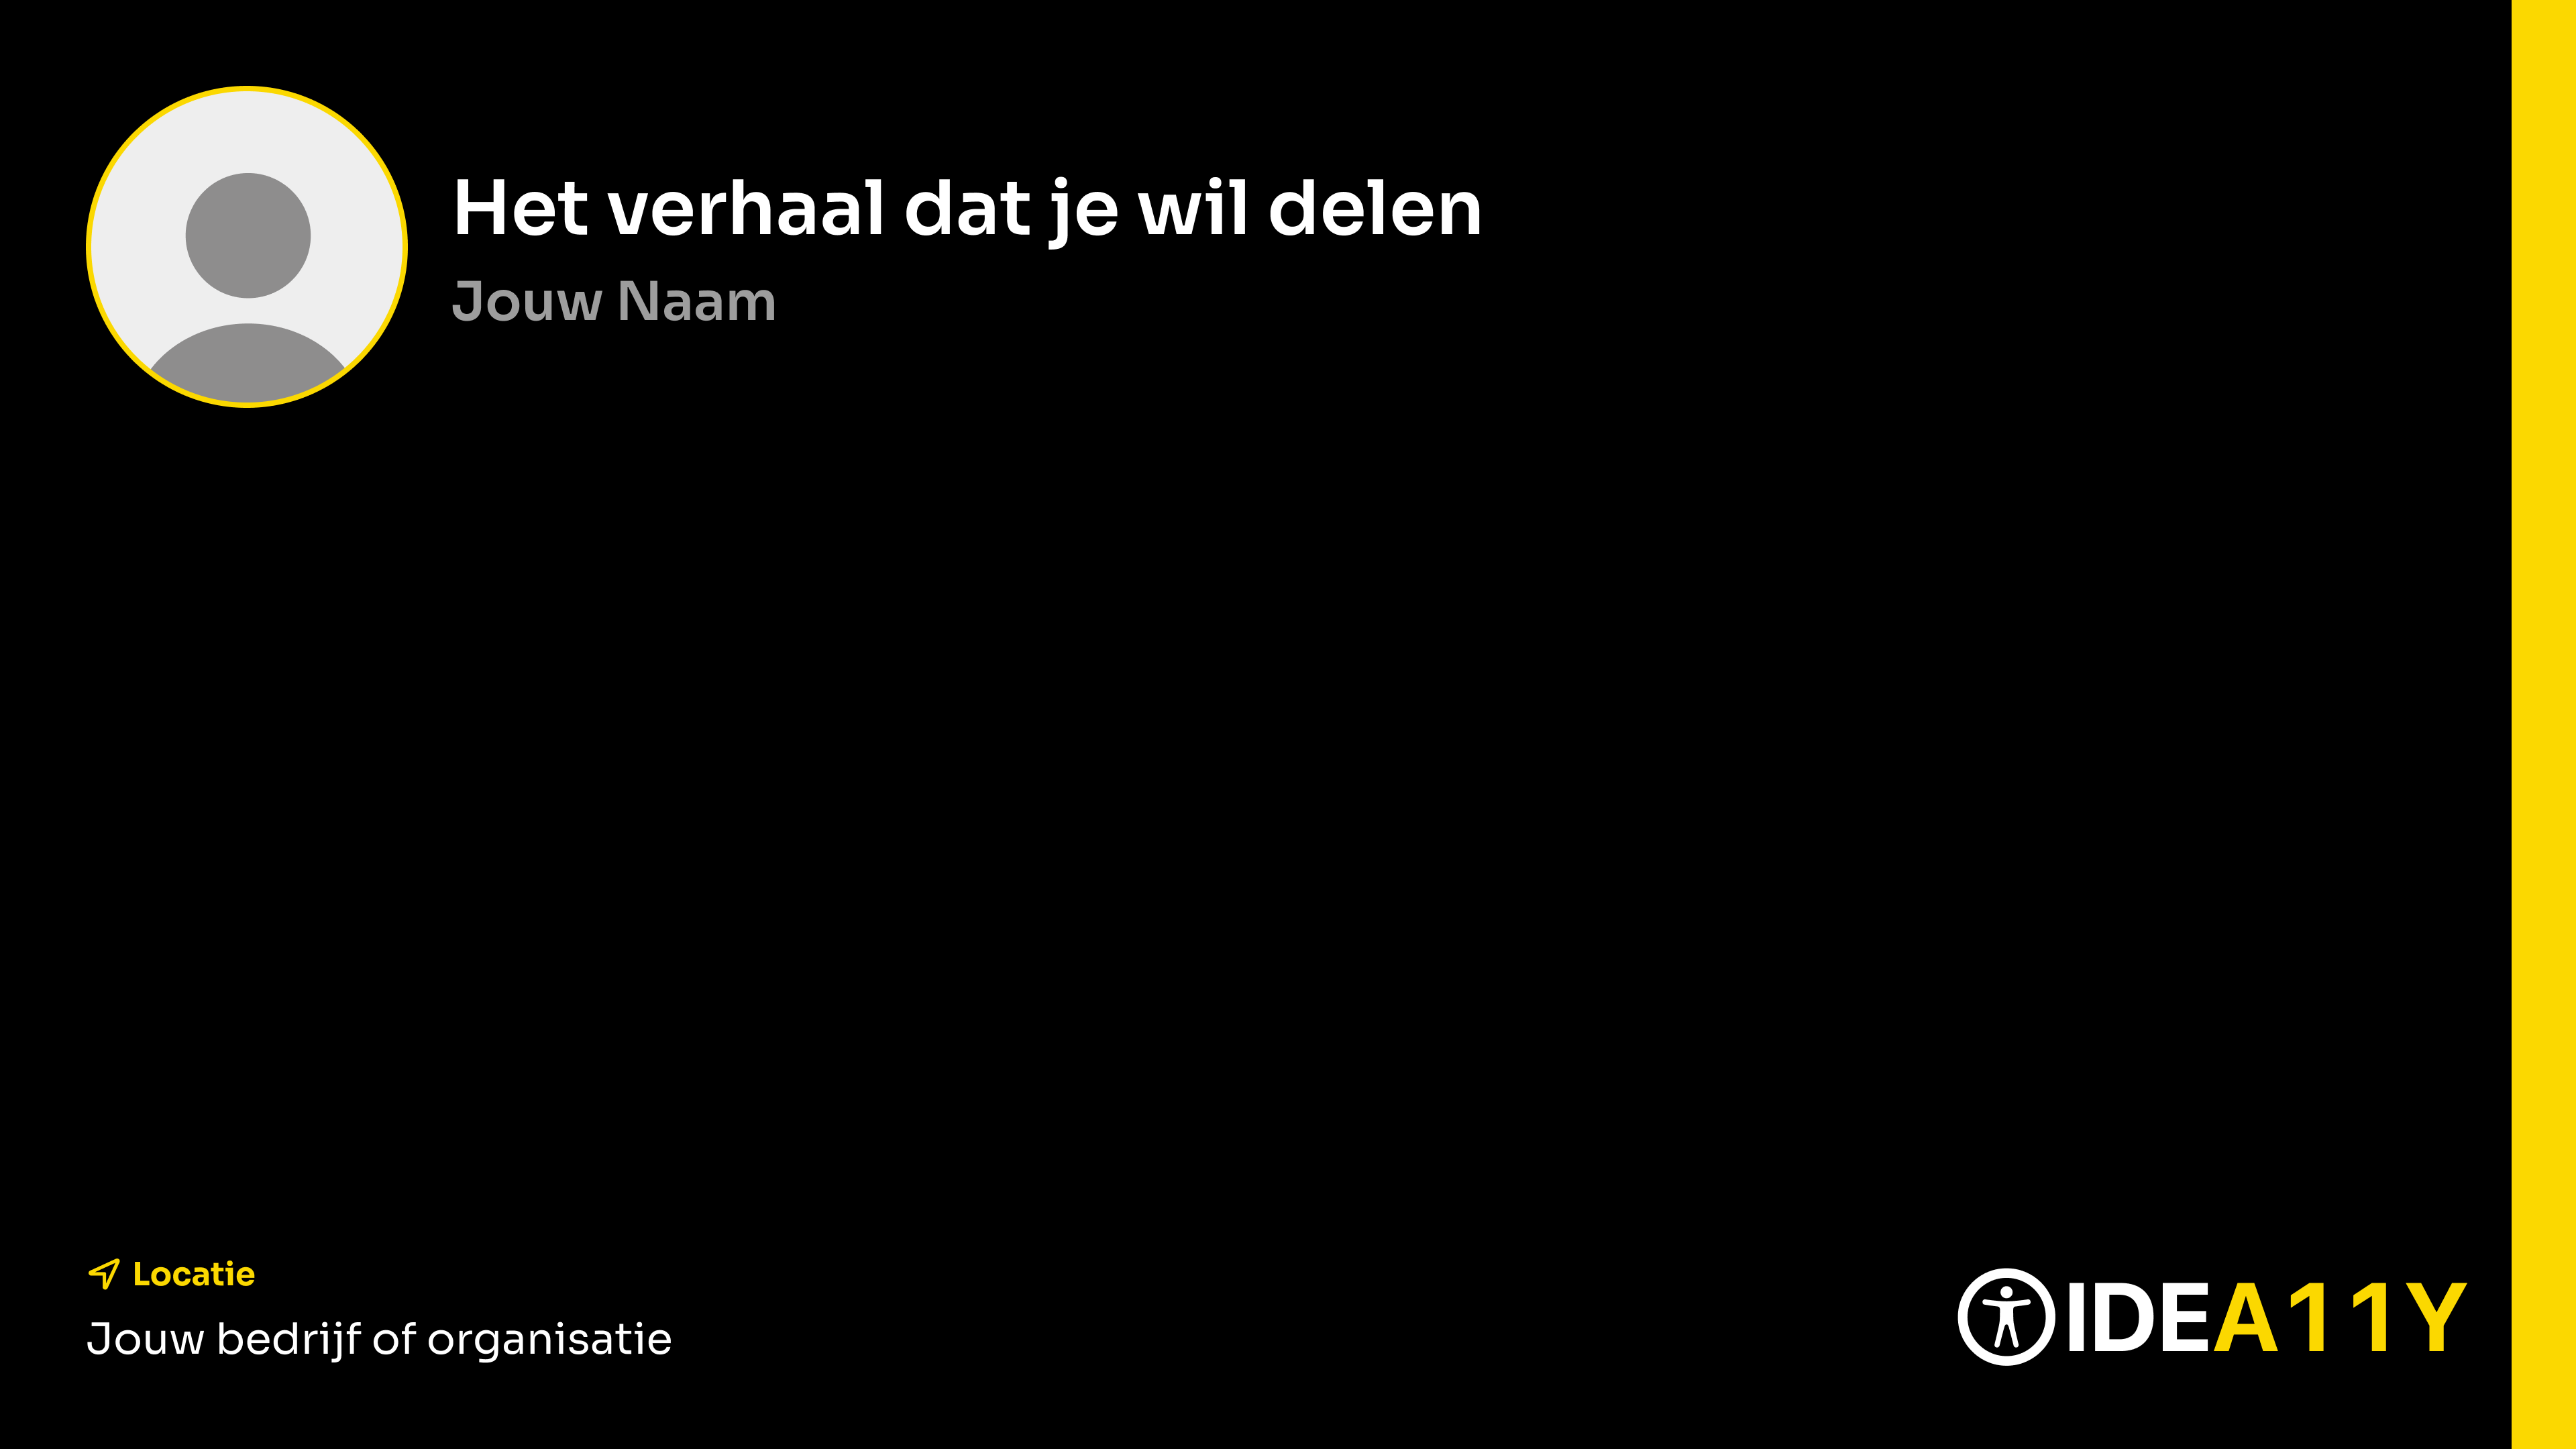 Het verhaal dat je wil delen
Jouw Naam
Locatie
Jouw bedrijf of organisatie
IDEA11Y